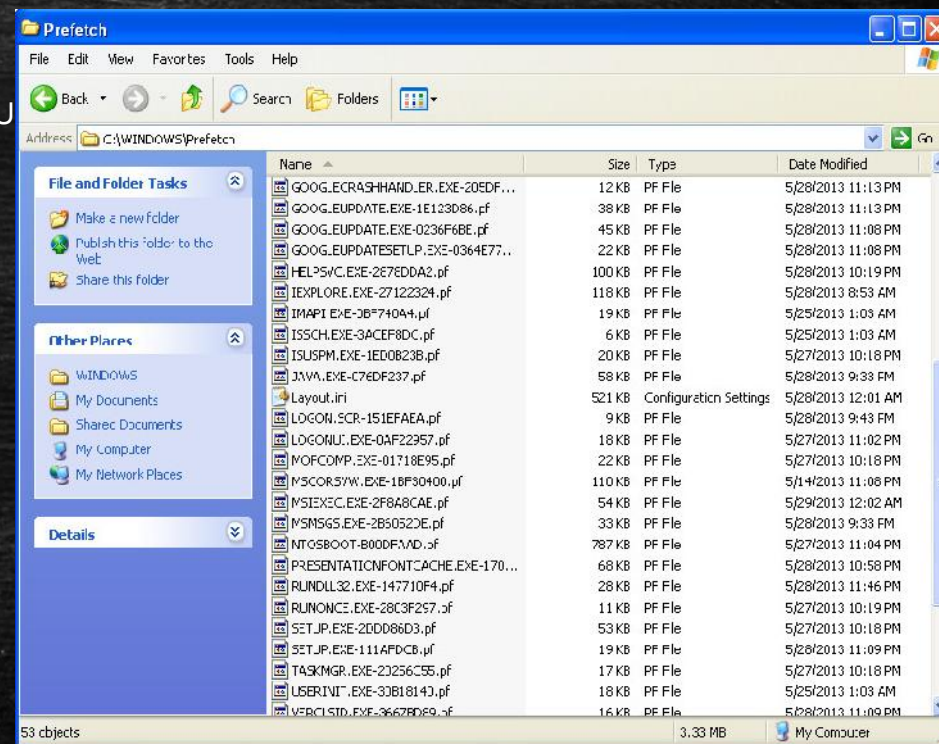 Prefetch
File Edit View Favorites Tools Help
Back Search Folders
U
Address C:\WINDOWS\Prefetch Go
File and Folder Tasks
Make a new folder
Publish this folder to the
Web
Share this folder
Other Places
WINDOWS
My Documents
Shared Documents
My Computer
My Network Places
Details
Name Size Type Date Modified
GOOGLECRASHHANDLER.EXE-205DF... 12 KB PF File 5/28/2013 11:13 PM
GOOGLEUPDATE.EXE-1E123D86.pf 38 KB PF File 5/28/2013 11:13 PM
GOOGLEUPDATE.EXE-0236F6BE.pf 45 KB PF File 5/28/2013 11:08 PM
GOOGLEUPDATESETUP.EXE-0364E77... 22 KB PF File 5/28/2013 11:08 PM
HELPSVC.EXE-2878DDA2.pf 100 KB PF File 5/28/2013 10:19 PM
IEXPLORE.EXE-27122324.pf 118 KB PF File 5/28/2013 8:53 AM
IMAPI.EXE-0BF740A4.pf 19 KB PF File 5/25/2013 1:03 AM
ISSCH.EXE-3ACEF8DC.pf 6 KB PF File 5/25/2013 1:03 AM
ISUSPM.EXE-1ED0B23B.pf 20 KB PF File 5/27/2013 10:18 PM
JAVA.EXE-C76DF237.pf 58 KB PF File 5/28/2013 9:33 PM
Layout.ini 521 KB Configuration Settings 5/28/2013 12:01 AM
LOGON.SCR-151EFAEA.pf 9 KB PF File 5/28/2013 9:43 PM
LOGONUI.EXE-0AF22957.pf 18 KB PF File 5/27/2013 11:02 PM
MOFCOMP.EXE-01718E95.pf 22 KB PF File 5/27/2013 10:18 PM
MSCORSVW.EXE-1BF30400.pf 110 KB PF File 5/14/2013 11:08 PM
MSIEXEC.EXE-2F8A8CAE.pf 54 KB PF File 5/29/2013 12:02 AM
MSMSGS.EXE-2B6052DE.pf 33 KB PF File 5/28/2013 9:33 PM
NTOSBOOT-B00DFAAD.pf 787 KB PF File 5/27/2013 11:04 PM
PRESENTATIONFONTCACHE.EXE-170... 68 KB PF File 5/28/2013 10:58 PM
RUNDLL32.EXE-147710F4.pf 28 KB PF File 5/28/2013 11:46 PM
RUNONCE.EXE-2803F297.pf 11 KB PF File 5/27/2013 10:19 PM
SETUP.EXE-2DDD86D3.pf 53 KB PF File 5/27/2013 10:18 PM
SETUP.EXE-111AFDCB.pf 19 KB PF File 5/28/2013 11:09 PM
TASKMGR.EXE-20256C55.pf 17 KB PF File 5/27/2013 10:18 PM
USERINIT.EXE-30B18140.pf 18 KB PF File 5/25/2013 1:03 AM
VERCLSID.EXE-3667BD89.pf 16 KB PF File 5/28/2013 11:09 PM
53 objects 3.33 MB My Computer